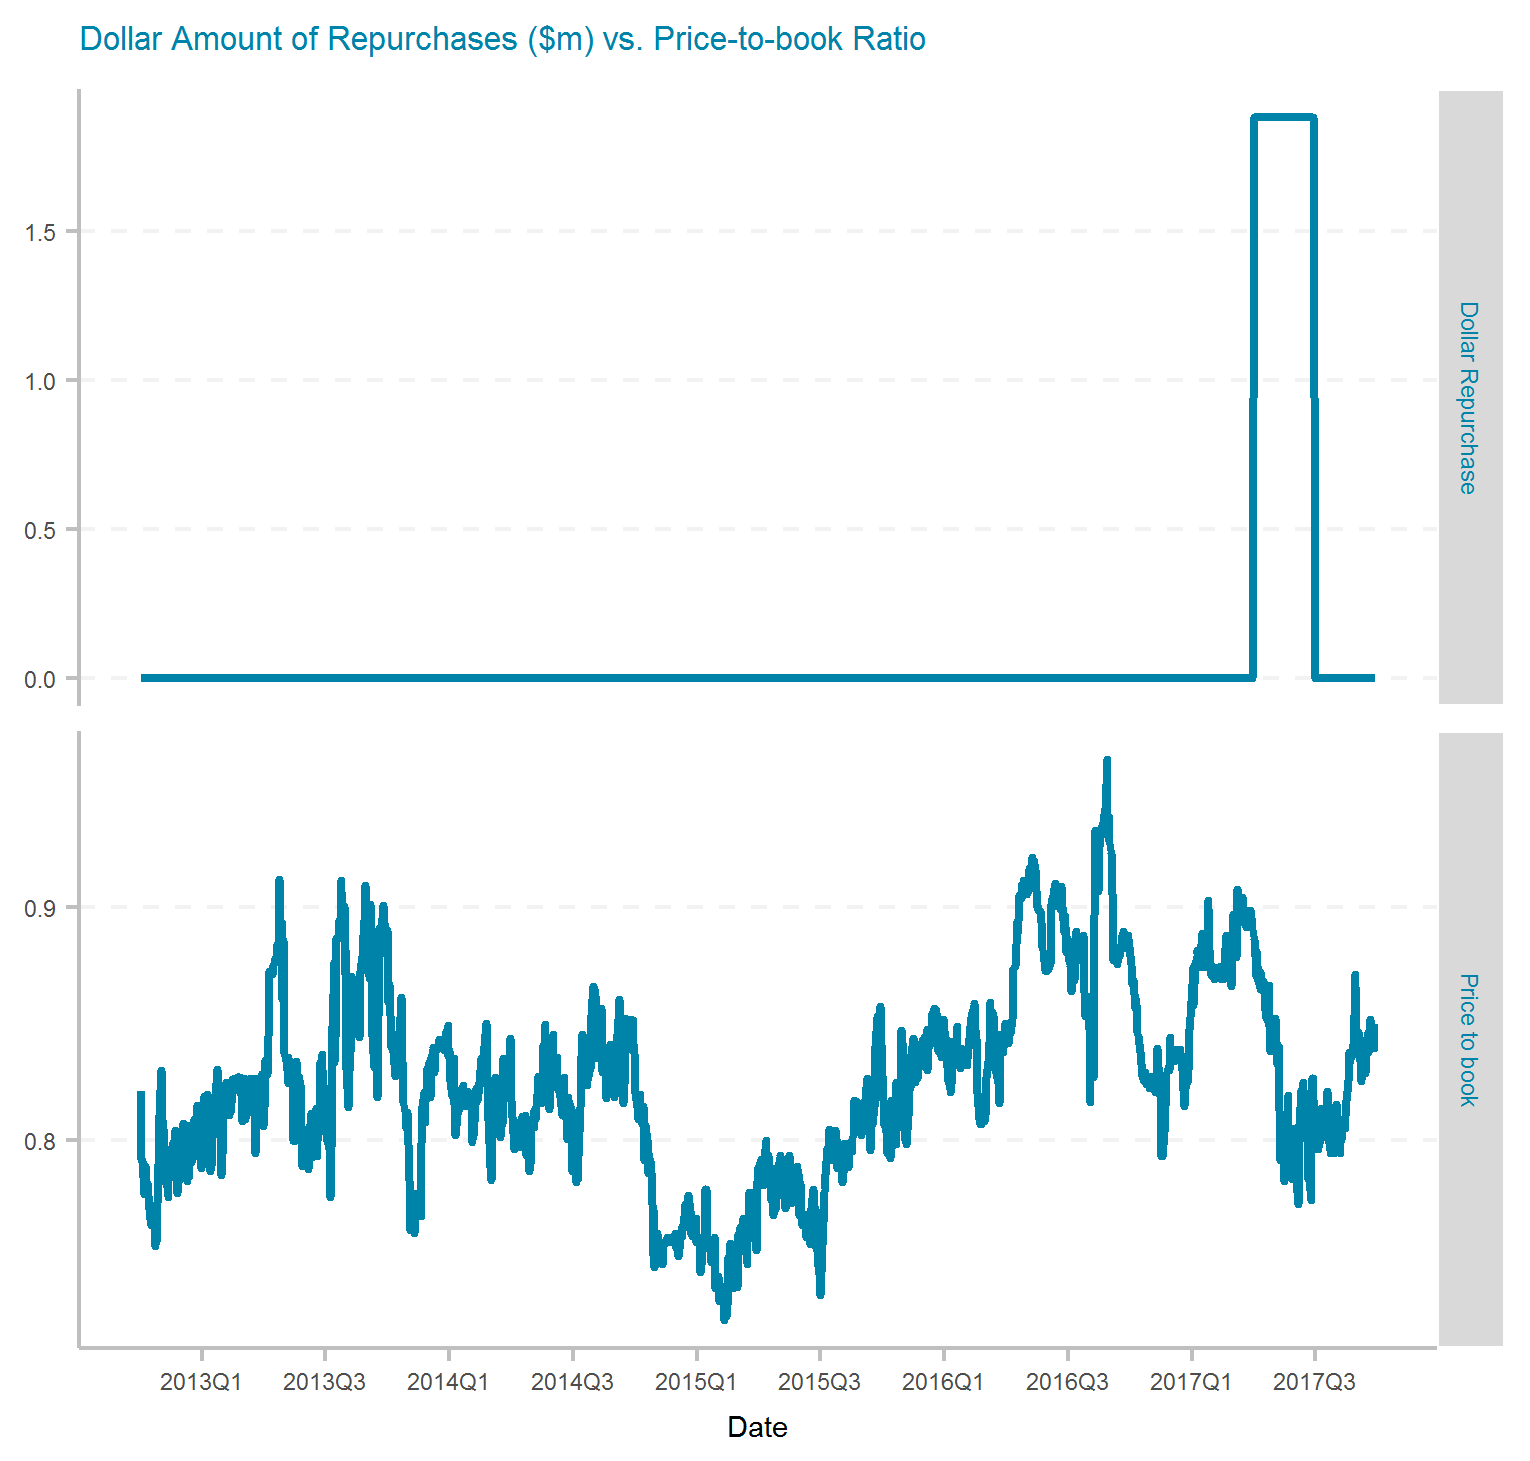 Dollar Amount of Repurchases ($m) vs. Price-to-book Ratio
1.5
1.0
0.5
0.0
Dollar Repurchase
0.9
0.8
Price to book
2013Q1 2013Q3 2014Q1 2014Q3 2015Q1 2015Q3 2016Q1 2016Q3 2017Q1 2017Q3
Date